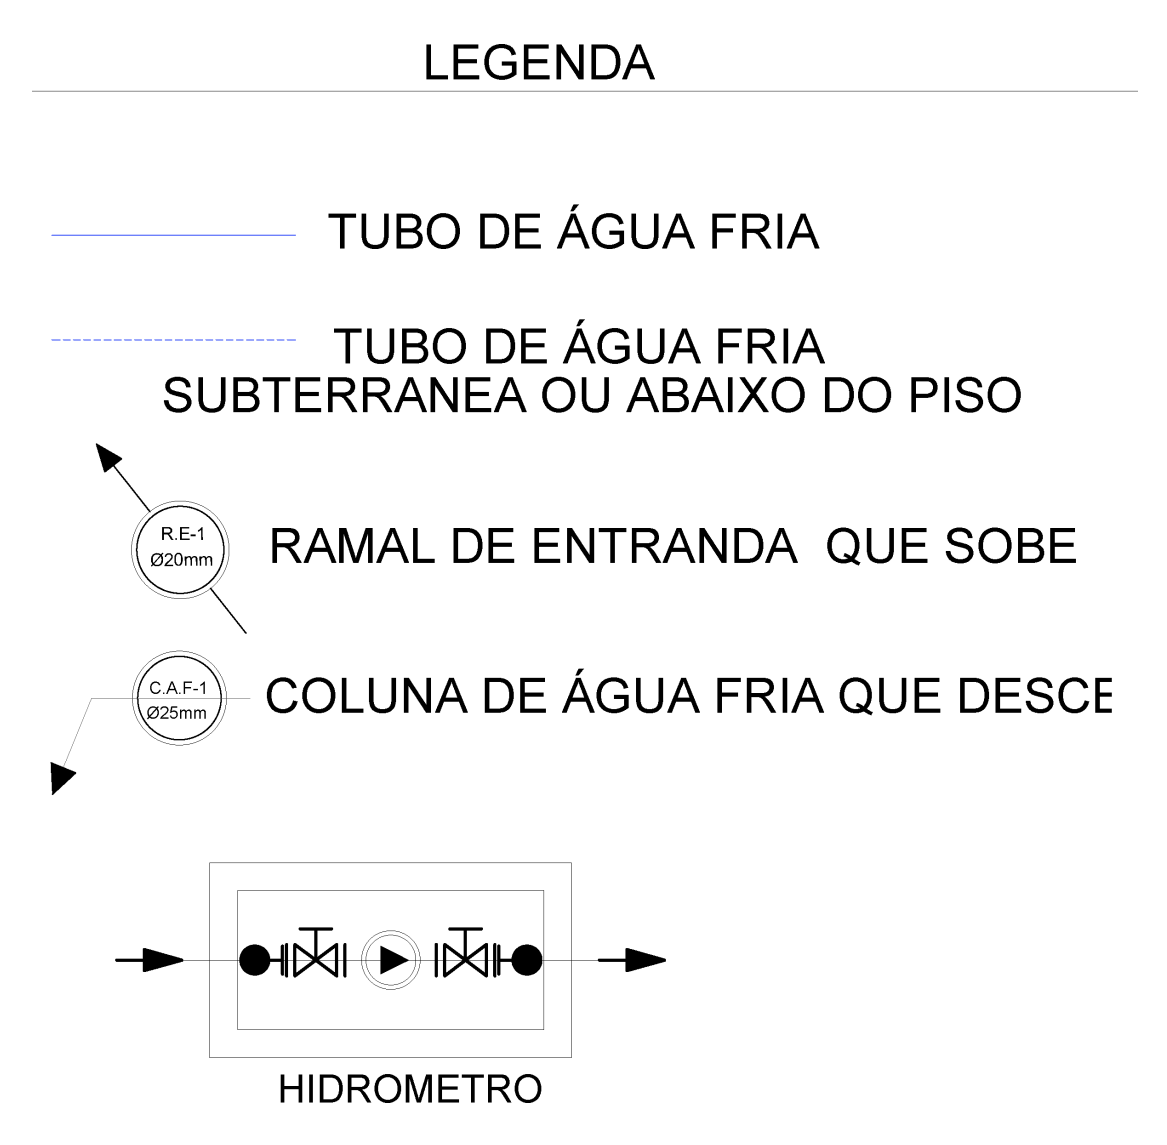 LEGENDA
TUBO DE ÁGUA FRIA
TUBO DE ÁGUA FRIA
SUBTERRANEA OU ABAIXO DO PISO
R.E-1
Ø20mm
RAMAL DE ENTRANDA QUE SOBE
C.A.F-1
Ø25mm
COLUNA DE ÁGUA FRIA QUE DESCE
HIDROMETRO